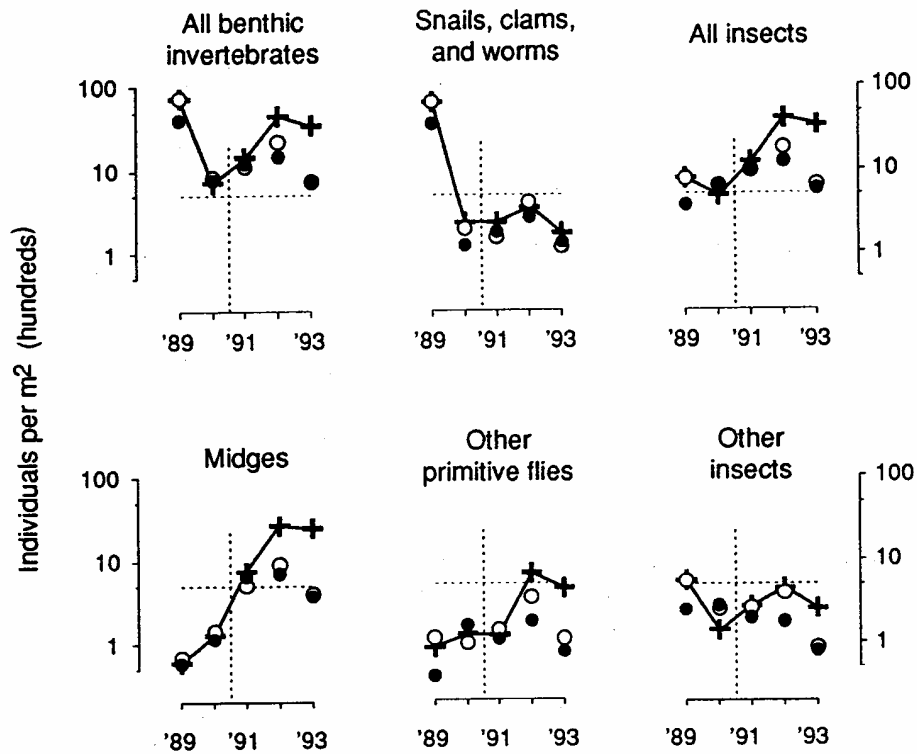 All benthic
invertebrates
Snails, clams,
and worms
All insects
100
10
1
100
10
1
'89 '91 '93
'89 '91 '93
'89 '91 '93
Individuals per m² (hundreds)
Midges
Other
primitive flies
Other
insects
100
10
1
100
10
1
'89 '91 '93
'89 '91 '93
'89 '91 '93